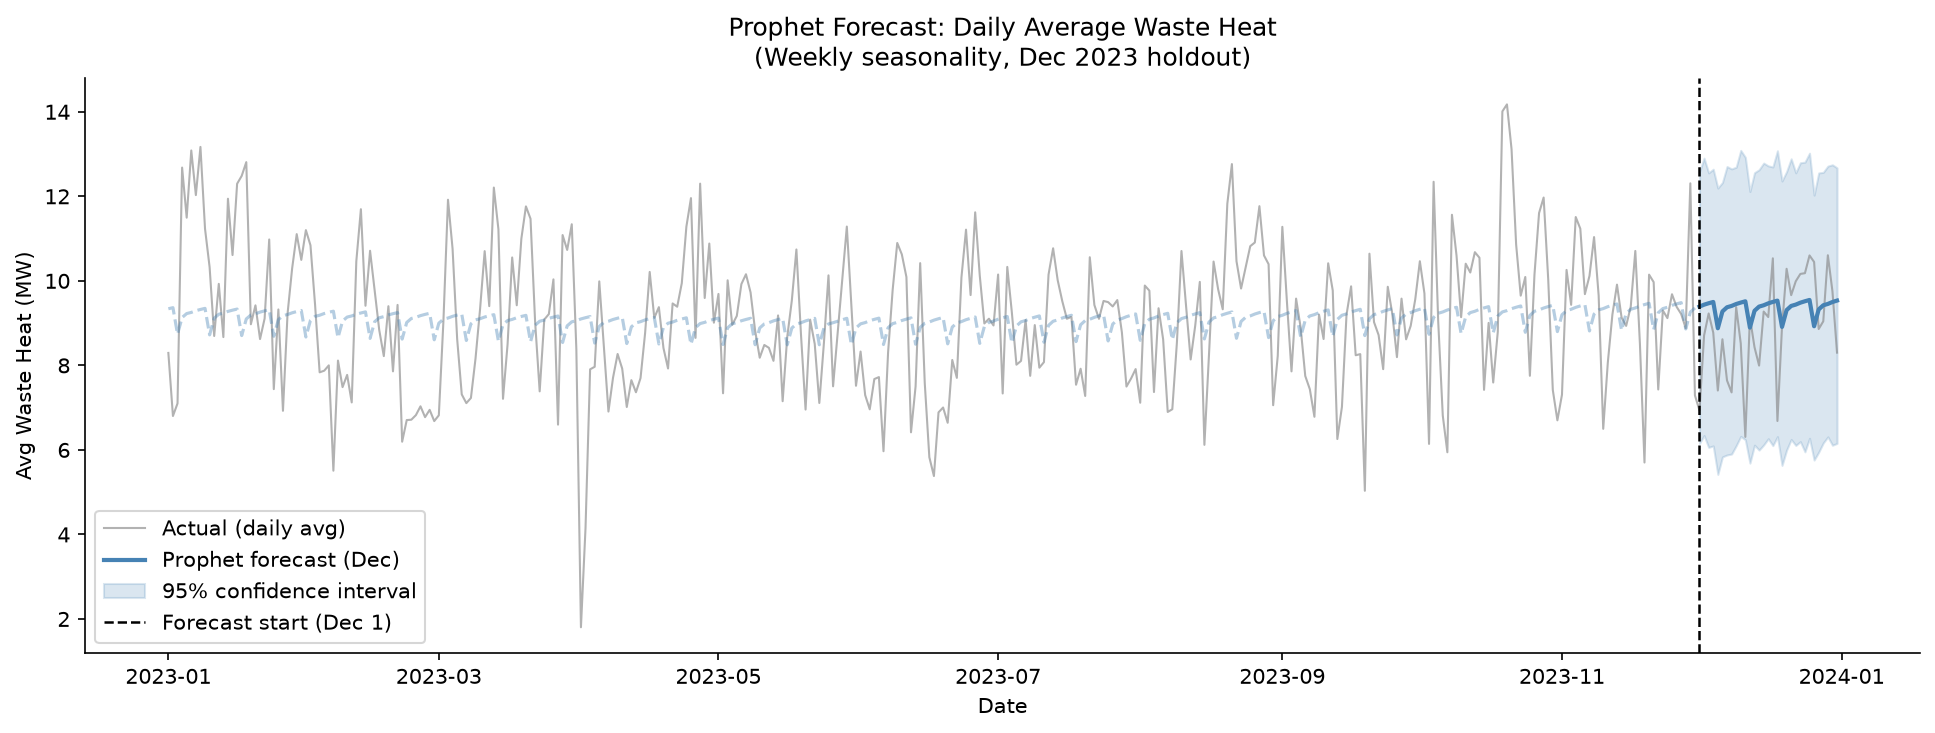 Prophet Forecast: Daily Average Waste Heat
(Weekly seasonality, Dec 2023 holdout)
Avg Waste Heat (MW)
14
12
10
8
6
4
2
Actual (daily avg)
Prophet forecast (Dec)
95% confidence interval
Forecast start (Dec 1)
2023-01
2023-03
2023-05
2023-07
2023-09
2023-11
2024-01
Date